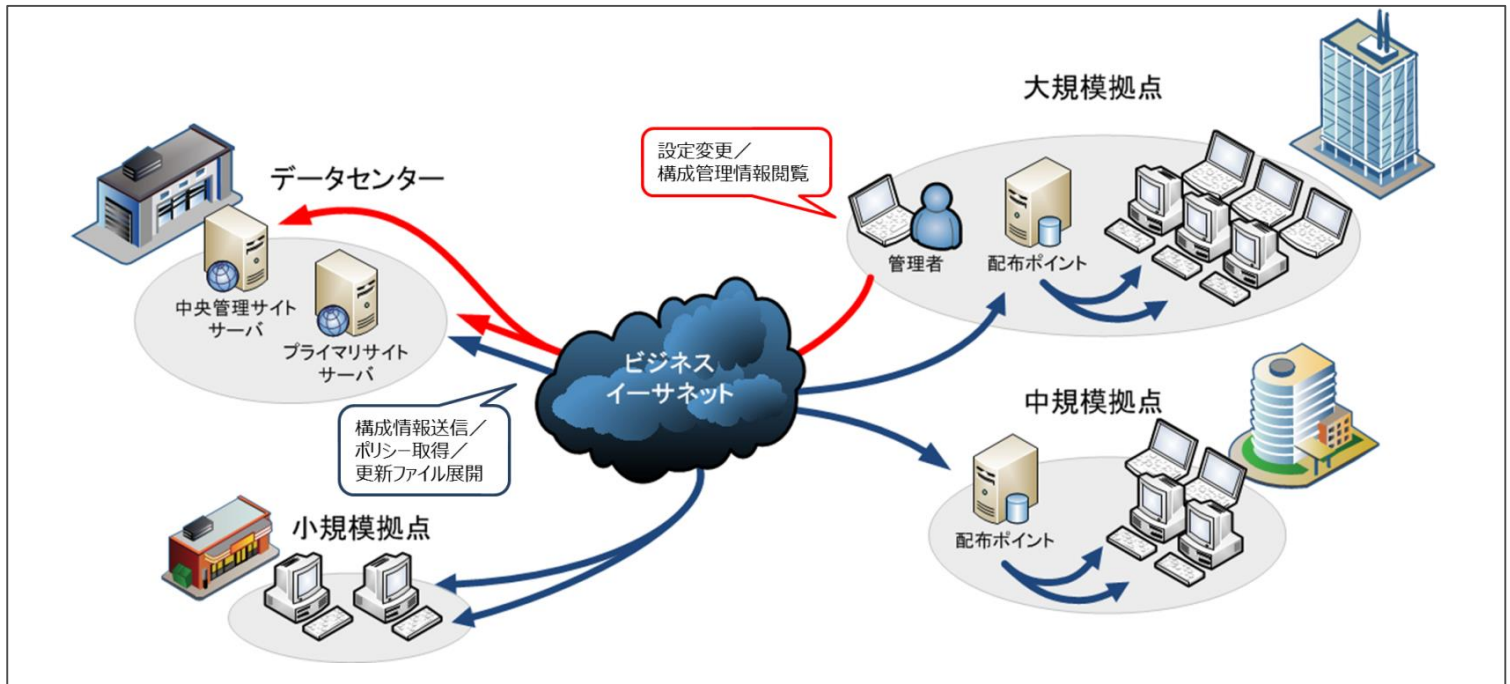 大規模拠点
設定変更／
構成管理情報閲覧
データセンター
管理者
配布ポイント
中央管理サイト
サーバ
プライマリサイト
サーバ
ビジネス
イーサネット
構成情報送信／
ポリシー取得／
更新ファイル展開
中規模拠点
配布ポイント
小規模拠点